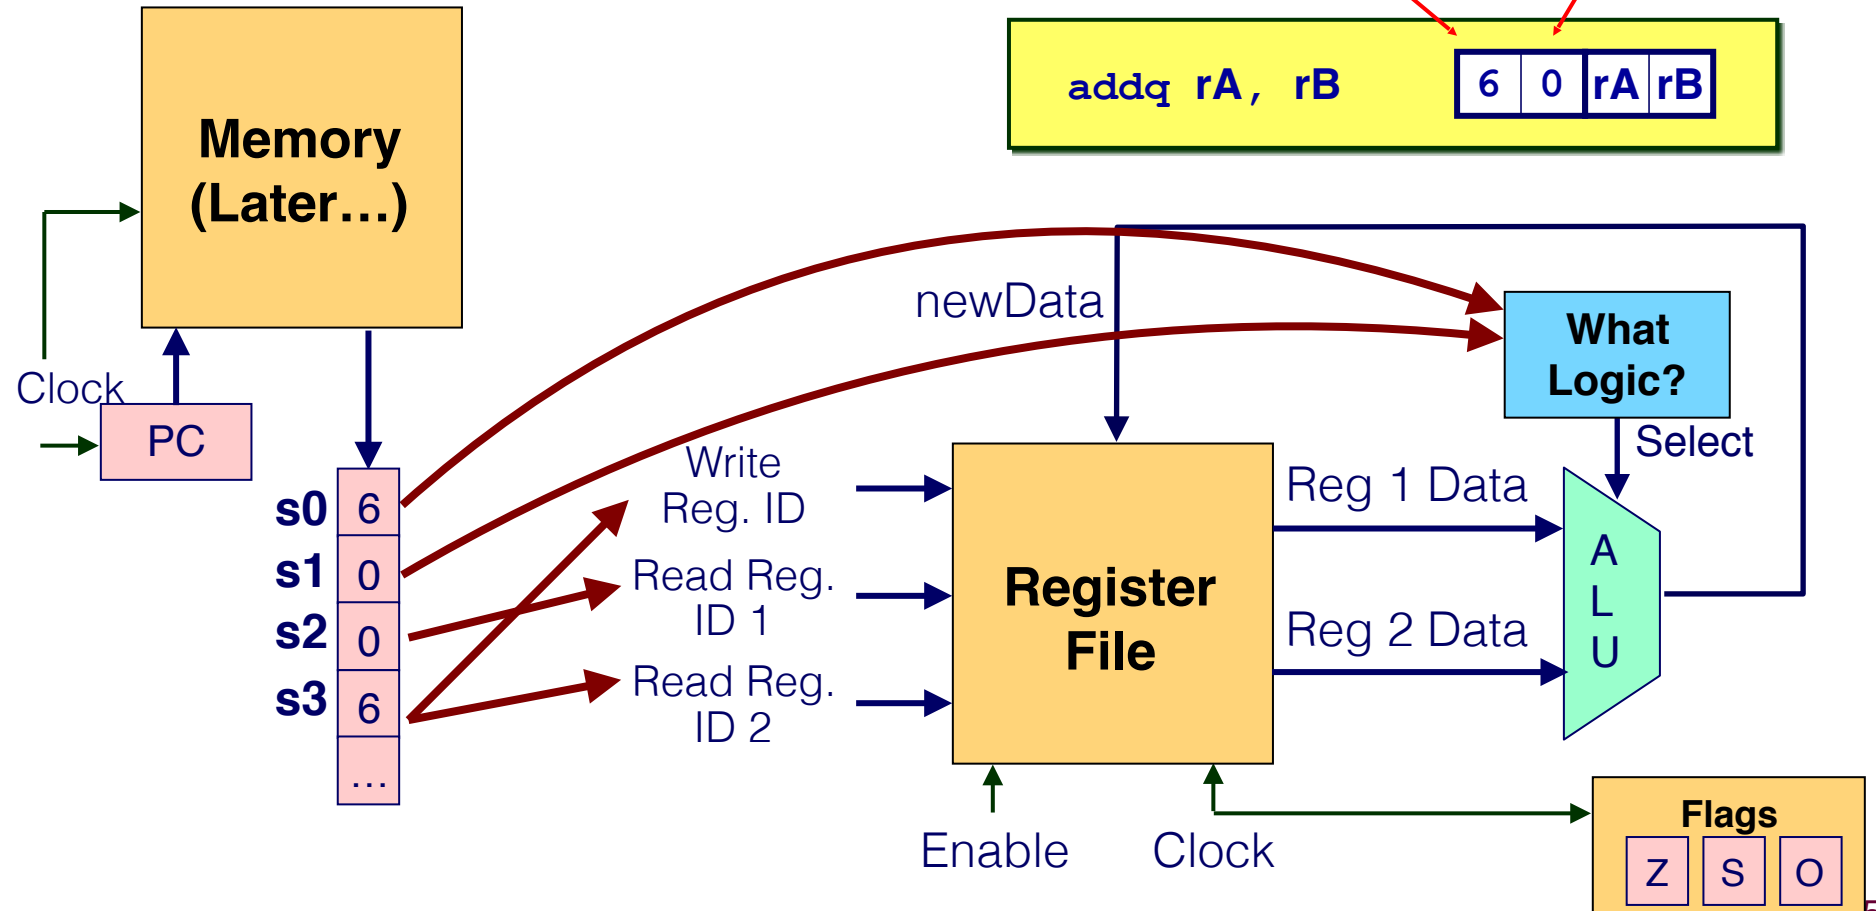 addq rA, rB
6 0 rA rB
Memory
(Later…)
newData
What
Logic?
Clock
PC
Select
s0 6
s1 0
s2 0
s3 6
...
Write
Reg. ID
Read Reg.
ID 1
Read Reg.
ID 2
Register
File
Reg 1 Data
Reg 2 Data
A
L
U
Enable
Clock
Flags
Z S O